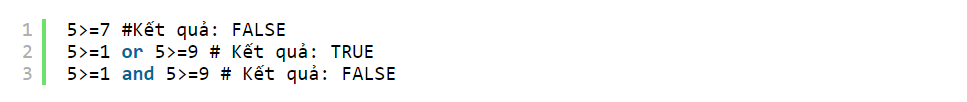 1 5>=7 #Kết quả: FALSE
2 5>=1 or 5>=9 # Kết quả: TRUE
3 5>=1 and 5>=9 # Kết quả: FALSE